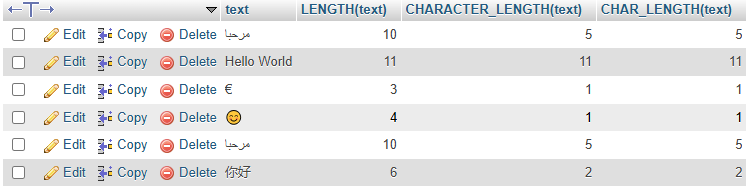 text LENGTH(text) CHARACTER_LENGTH(text) CHAR_LENGTH(text)
Edit Copy Delete مرحبا 10 5 5
Edit Copy Delete Hello World 11 11 11
Edit Copy Delete € 3 1 1
Edit Copy Delete 😊 4 1 1
Edit Copy Delete مرحبا 10 5 5
Edit Copy Delete 你好 6 2 2